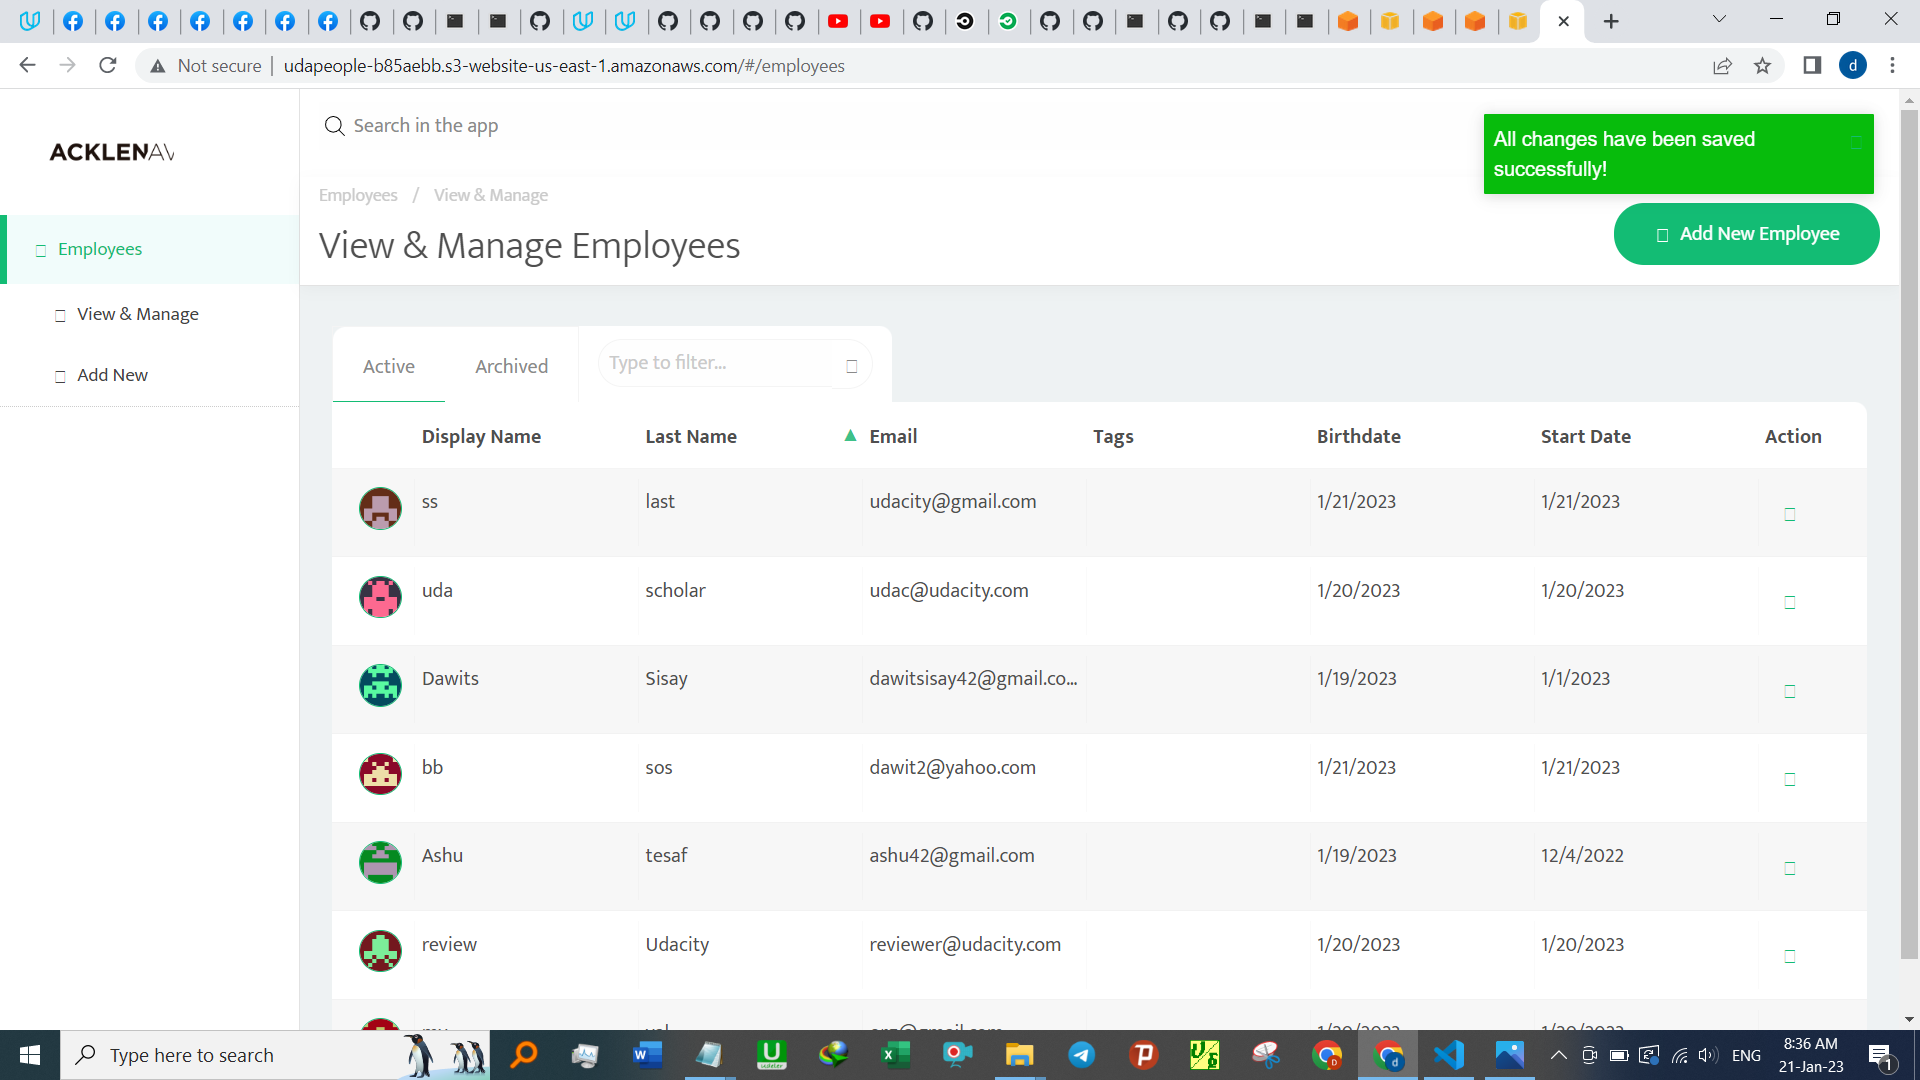 Not secure
udapeople-b85aebb.s3-website-us-east-1.amazonaws.com/#/employees
d
ACKLENAV
Search in the app
All changes have been saved
successfully!
Employees / View & Manage
View & Manage Employees
Add New Employee
Employees
View & Manage
Add New
Active
Archived
Type to filter...
Display Name Last Name ▲ Email Tags Birthdate Start Date Action
ss last udacity@gmail.com 1/21/2023 1/21/2023
uda scholar udac@udacity.com 1/20/2023 1/20/2023
Dawits Sisay dawitsisay42@gmail.co... 1/19/2023 1/1/2023
bb sos dawit2@yahoo.com 1/21/2023 1/21/2023
Ashu tesaf ashu42@gmail.com 1/19/2023 12/4/2022
review Udacity reviewer@udacity.com 1/20/2023 1/20/2023
Type here to search
ENG
8:36 AM
21-Jan-23
1